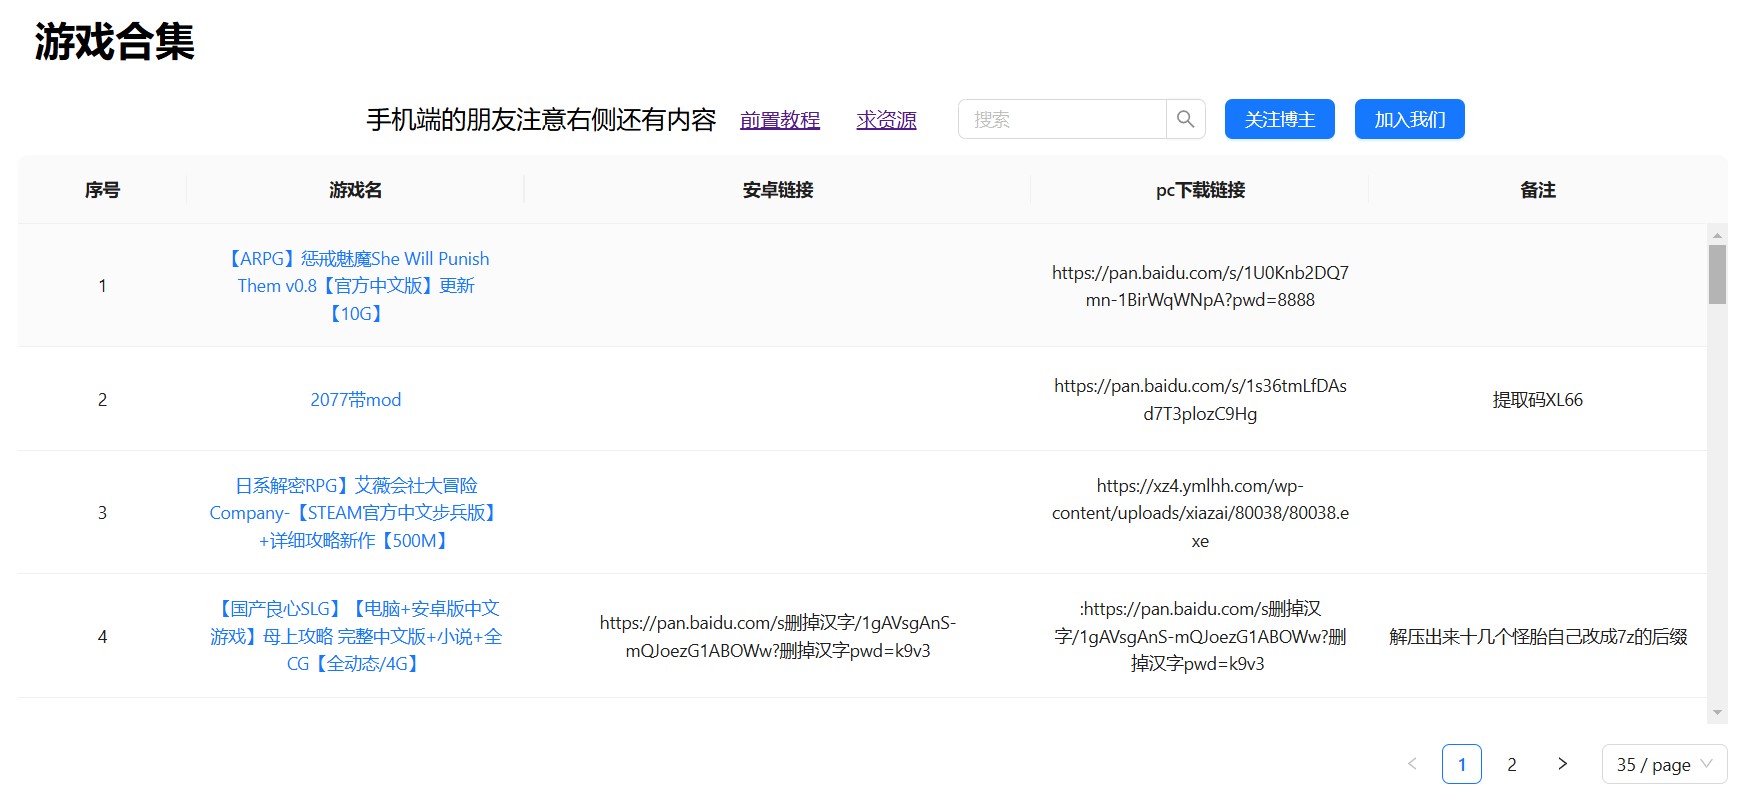 游戏合集
手机端的朋友注意右侧还有内容 前置教程 求资源 搜索 关注博主 加入我们
序号 游戏名 安卓链接 pc下载链接 备注
1
【ARPG】惩戒魅魔She Will Punish
Them v0.8【官方中文版】更新
【10G】
https://pan.baidu.com/s/1U0Knb2DQ7
mn-1BirWqWNpA?pwd=8888
2
2077带mod
https://pan.baidu.com/s/1s36tmLfDAs
d7T3plozC9Hg
提取码XL66
3
日系解密RPG】艾薇会社大冒险
Company-【STEAM官方中文步兵版】
+详细攻略新作【500M】
https://xz4.ymlhh.com/wp-
content/uploads/xiazai/80038/80038.e
xe
4
【国产良心SLG】【电脑+安卓版中文
游戏】母上攻略 完整中文版+小说+全
CG【全动态/4G】
https://pan.baidu.com/s删掉汉字/1gAVsgAnS-
mQJoezG1ABOWw?删掉汉字pwd=k9v3
:https://pan.baidu.com/s删掉汉
字/1gAVsgAnS-mQJoezG1ABOWw?删
掉汉字pwd=k9v3
解压出来十几个怪胎自己改成7z的后缀
1 2 35 / page